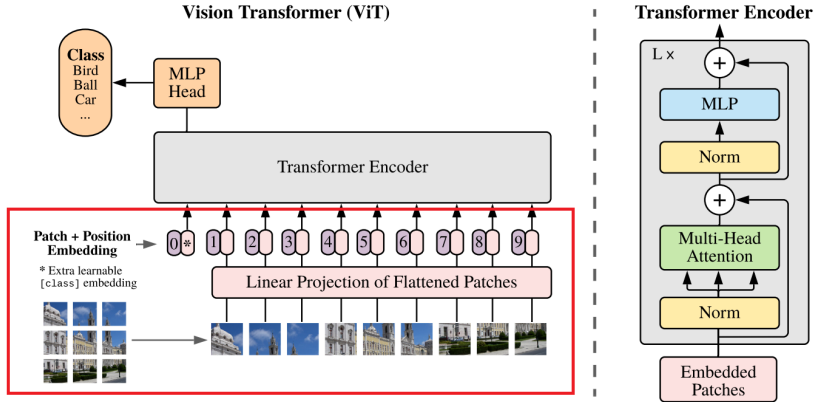 Vision Transformer (ViT)
Class
Bird
Ball
Car
...
MLP
Head
Transformer Encoder
Patch + Position
Embedding
0 * 1 2 3 4 5 6 7 8 9
* Extra learnable
[class] embedding
Linear Projection of Flattened Patches
Transformer Encoder
L ×
+
MLP
Norm
+
Multi-Head
Attention
Norm
Embedded
Patches